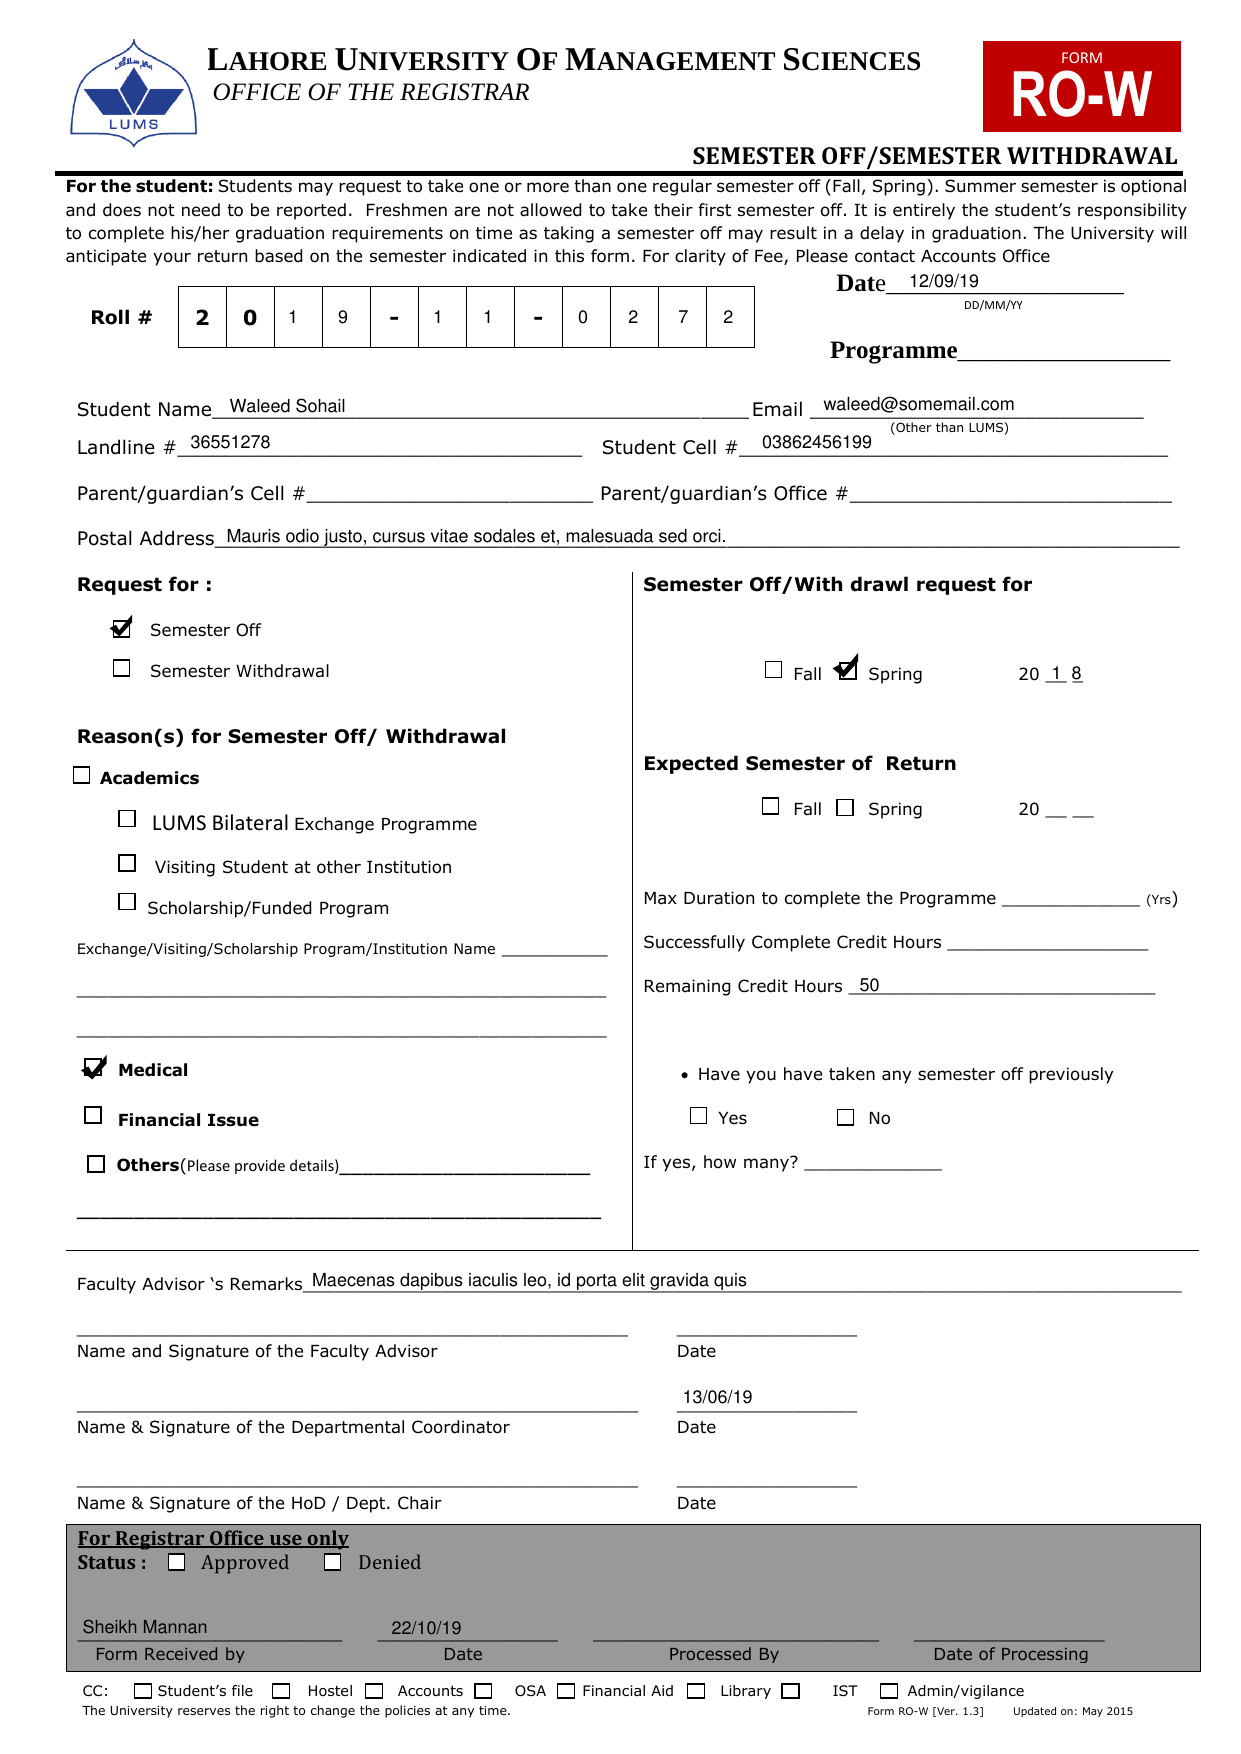 LUMS
LAHORE UNIVERSITY OF MANAGEMENT SCIENCES
OFFICE OF THE REGISTRAR
FORM
RO-W
SEMESTER OFF/SEMESTER WITHDRAWAL
For the student: Students may request to take one or more than one regular semester off (Fall, Spring). Summer semester is optional
and does not need to be reported. Freshmen are not allowed to take their first semester off. It is entirely the student's responsibility
to complete his/her graduation requirements on time as taking a semester off may result in a delay in graduation. The University will
anticipate your return based on the semester indicated in this form. For clarity of Fee, Please contact Accounts Office
Date 12/09/19
DD/MM/YY
Roll # 2 0 1 9 - 1 1 - 0 2 7 2
Programme
Student Name Waleed Sohail Email waleed@somemail.com
(Other than LUMS)
Landline # 36551278 Student Cell # 03862456199
Parent/guardian's Cell # Parent/guardian's Office #
Postal Address Mauris odio justo, cursus vitae sodales et, malesuada sed orci.
Request for :
Semester Off
Semester Withdrawal
Reason(s) for Semester Off/ Withdrawal
Academics
LUMS Bilateral Exchange Programme
Visiting Student at other Institution
Scholarship/Funded Program
Exchange/Visiting/Scholarship Program/Institution Name
Medical
Financial Issue
Others(Please provide details)
Semester Off/With drawl request for
Fall Spring 20 1 8
Expected Semester of Return
Fall Spring 20
Max Duration to complete the Programme (Yrs)
Successfully Complete Credit Hours
Remaining Credit Hours 50
• Have you have taken any semester off previously
Yes No
If yes, how many?
Faculty Advisor 's Remarks Maecenas dapibus iaculis leo, id porta elit gravida quis
Name and Signature of the Faculty Advisor Date
13/06/19
Name & Signature of the Departmental Coordinator Date
Name & Signature of the HoD / Dept. Chair Date
For Registrar Office use only
Status : Approved Denied
Sheikh Mannan 22/10/19
Form Received by Date Processed By Date of Processing
CC: Student's file Hostel Accounts OSA Financial Aid Library IST Admin/vigilance
The University reserves the right to change the policies at any time. Form RO-W [Ver. 1.3] Updated on: May 2015